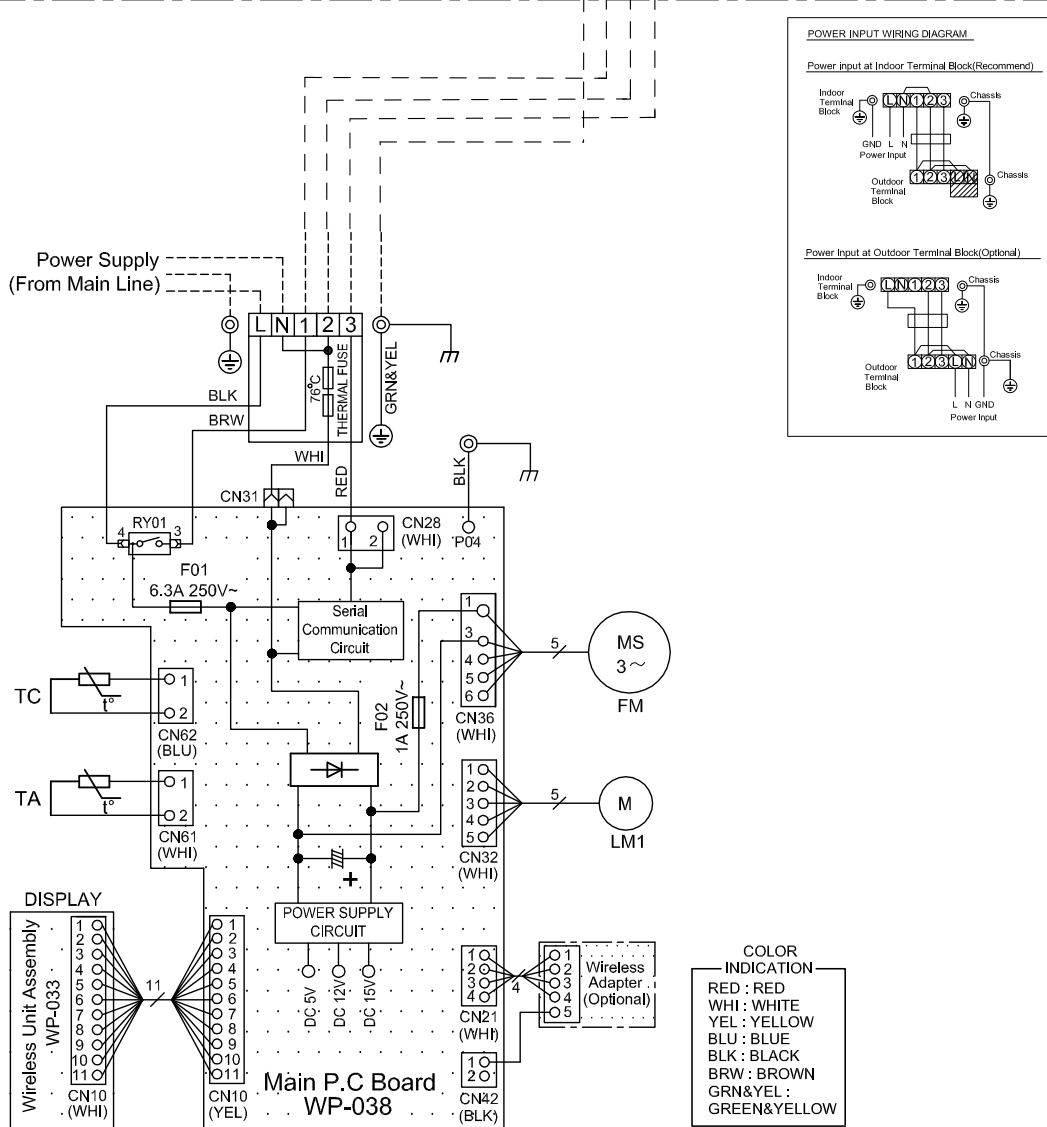 POWER INPUT WIRING DIAGRAM
Power input at Indoor Terminal Block(Recommend)
Indoor
Terminal
Block
L N 1 2 3
Chassis
GND L N
Power Input
Outdoor
Terminal
Block
1 2 3 L N
Chassis
Power Input at Outdoor Terminal Block(Optional)
Indoor
Terminal
Block
L N 1 2 3
Chassis
Outdoor
Terminal
Block
1 2 3 L N
Chassis
L N GND
Power Input
Power Supply
(From Main Line)
L N 1 2 3
BLK
BRW
76°C
THERMAL FUSE
GRN&YEL
WHI
RED
BLK
CN31
RY01
4 3
CN28
(WHI)
1 2
P04
F01
6.3A 250V~
Serial
Communication
Circuit
1
3
4
5
6
CN36
(WHI)
5
MS
3~
FM
F02
1A 250V~
TC
t°
1
2
CN62
(BLU)
TA
t°
1
2
CN61
(WHI)
1
2
3
4
5
CN32
(WHI)
5
M
LM1
+
POWER SUPPLY
CIRCUIT
DC 5V
DC 12V
DC 15V
DISPLAY
Wireless Unit Assembly
WP-033
1
2
3
4
5
6
7
8
9
10
11
CN10
(WHI)
11
1
2
3
4
5
6
7
8
9
10
11
CN10
(YEL)
Main P.C Board
WP-038
1
2
3
4
CN21
(WHI)
4
1
2
3
4
5
Wireless
Adapter
(Optional)
1
2
CN42
(BLK)
COLOR
INDICATION
RED : RED
WHI : WHITE
YEL : YELLOW
BLU : BLUE
BLK : BLACK
BRW : BROWN
GRN&YEL :
GREEN&YELLOW